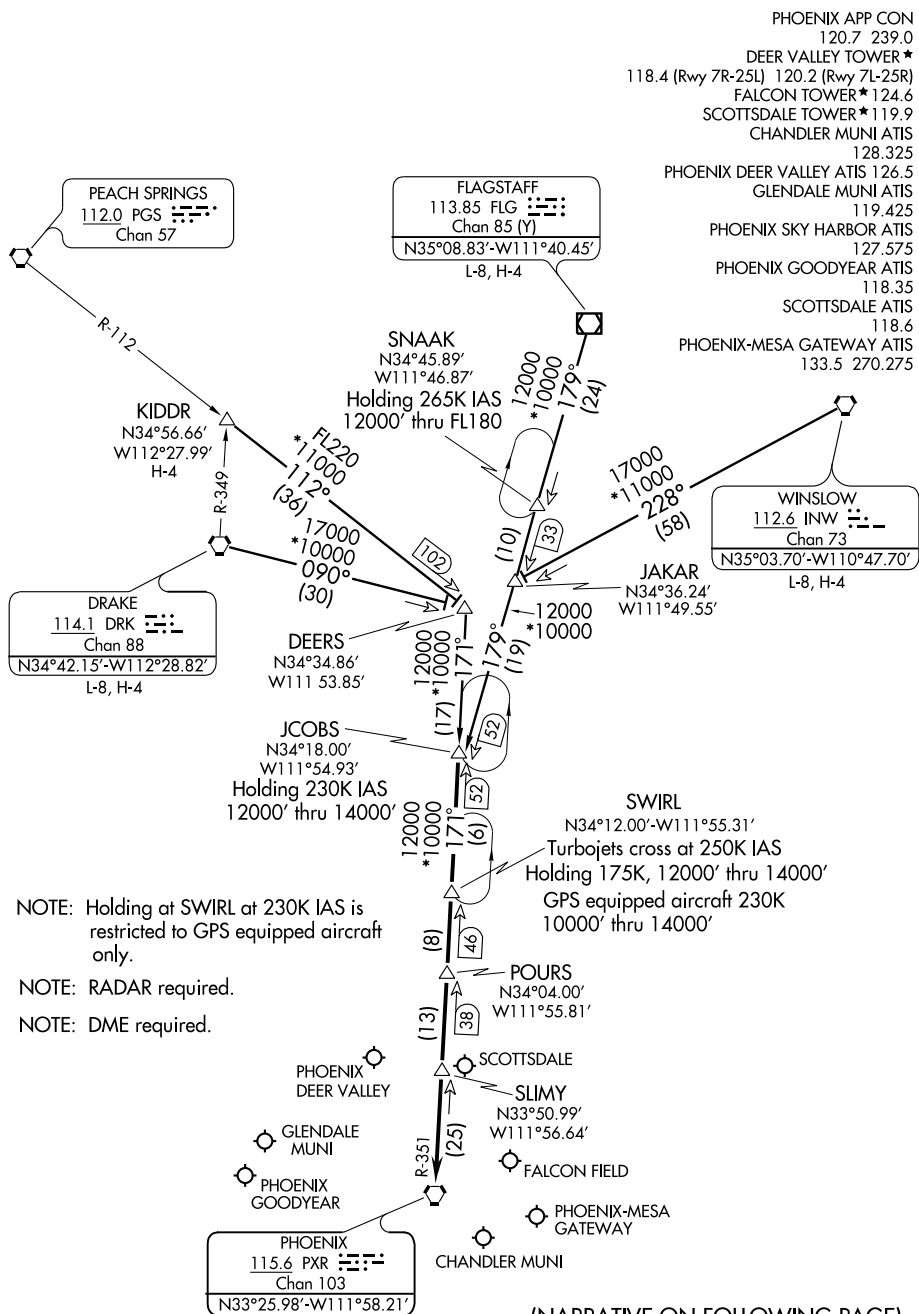 PHOENIX APP CON
120.7 239.0
DEER VALLEY TOWER★
118.4 (Rwy 7R-25L) 120.2 (Rwy 7L-25R)
FALCON TOWER★ 124.6
SCOTTSDALE TOWER★ 119.9
CHANDLER MUNI ATIS
128.325
PHOENIX DEER VALLEY ATIS 126.5
GLENDALE MUNI ATIS
119.425
PHOENIX SKY HARBOR ATIS
127.575
PHOENIX GOODYEAR ATIS
118.35
SCOTTSDALE ATIS
118.6
PHOENIX-MESA GATEWAY ATIS
133.5 270.275
PEACH SPRINGS
112.0 PGS
Chan 57
FLAGSTAFF
113.85 FLG
Chan 85 (Y)
N35°08.83'-W111°40.45'
L-8, H-4
R-112
SNAAK
N34°45.89'
W111°46.87'
Holding 265K IAS
12000' thru FL180
12000
*10000
179°
(24)
KIDDR
N34°56.66'
W112°27.99'
H-4
R-349
FL220
*11000
112°
(36)
17000
*10000
090°
(30)
102
(10)
33
17000
*11000
228°
(58)
WINSLOW
112.6 INW
Chan 73
N35°03.70'-W110°47.70'
L-8, H-4
JAKAR
N34°36.24'
W111°49.55'
DRAKE
114.1 DRK
Chan 88
N34°42.15'-W112°28.82'
L-8, H-4
DEERS
N34°34.86'
W111 53.85'
12000
*10000
171°
(17)
12000
*10000
179°
(19)
52
JCOBS
N34°18.00'
W111°54.93'
Holding 230K IAS
12000' thru 14000'
52
12000
*10000
171°
(6)
SWIRL
N34°12.00'-W111°55.31'
Turbojets cross at 250K IAS
Holding 175K, 12000' thru 14000'
GPS equipped aircraft 230K
10000' thru 14000'
NOTE: Holding at SWIRL at 230K IAS is
restricted to GPS equipped aircraft
only.
NOTE: RADAR required.
NOTE: DME required.
(8)
46
POURS
N34°04.00'
W111°55.81'
(13)
38
PHOENIX
DEER VALLEY
SCOTTSDALE
SLIMY
N33°50.99'
W111°56.64'
GLENDALE
MUNI
R-351
(25)
FALCON FIELD
PHOENIX
GOODYEAR
PHOENIX-MESA
GATEWAY
CHANDLER MUNI
PHOENIX
115.6 PXR
Chan 103
N33°25.98'-W111°58.21'
(NARRATIVE ON FOLLOWING PAGE)